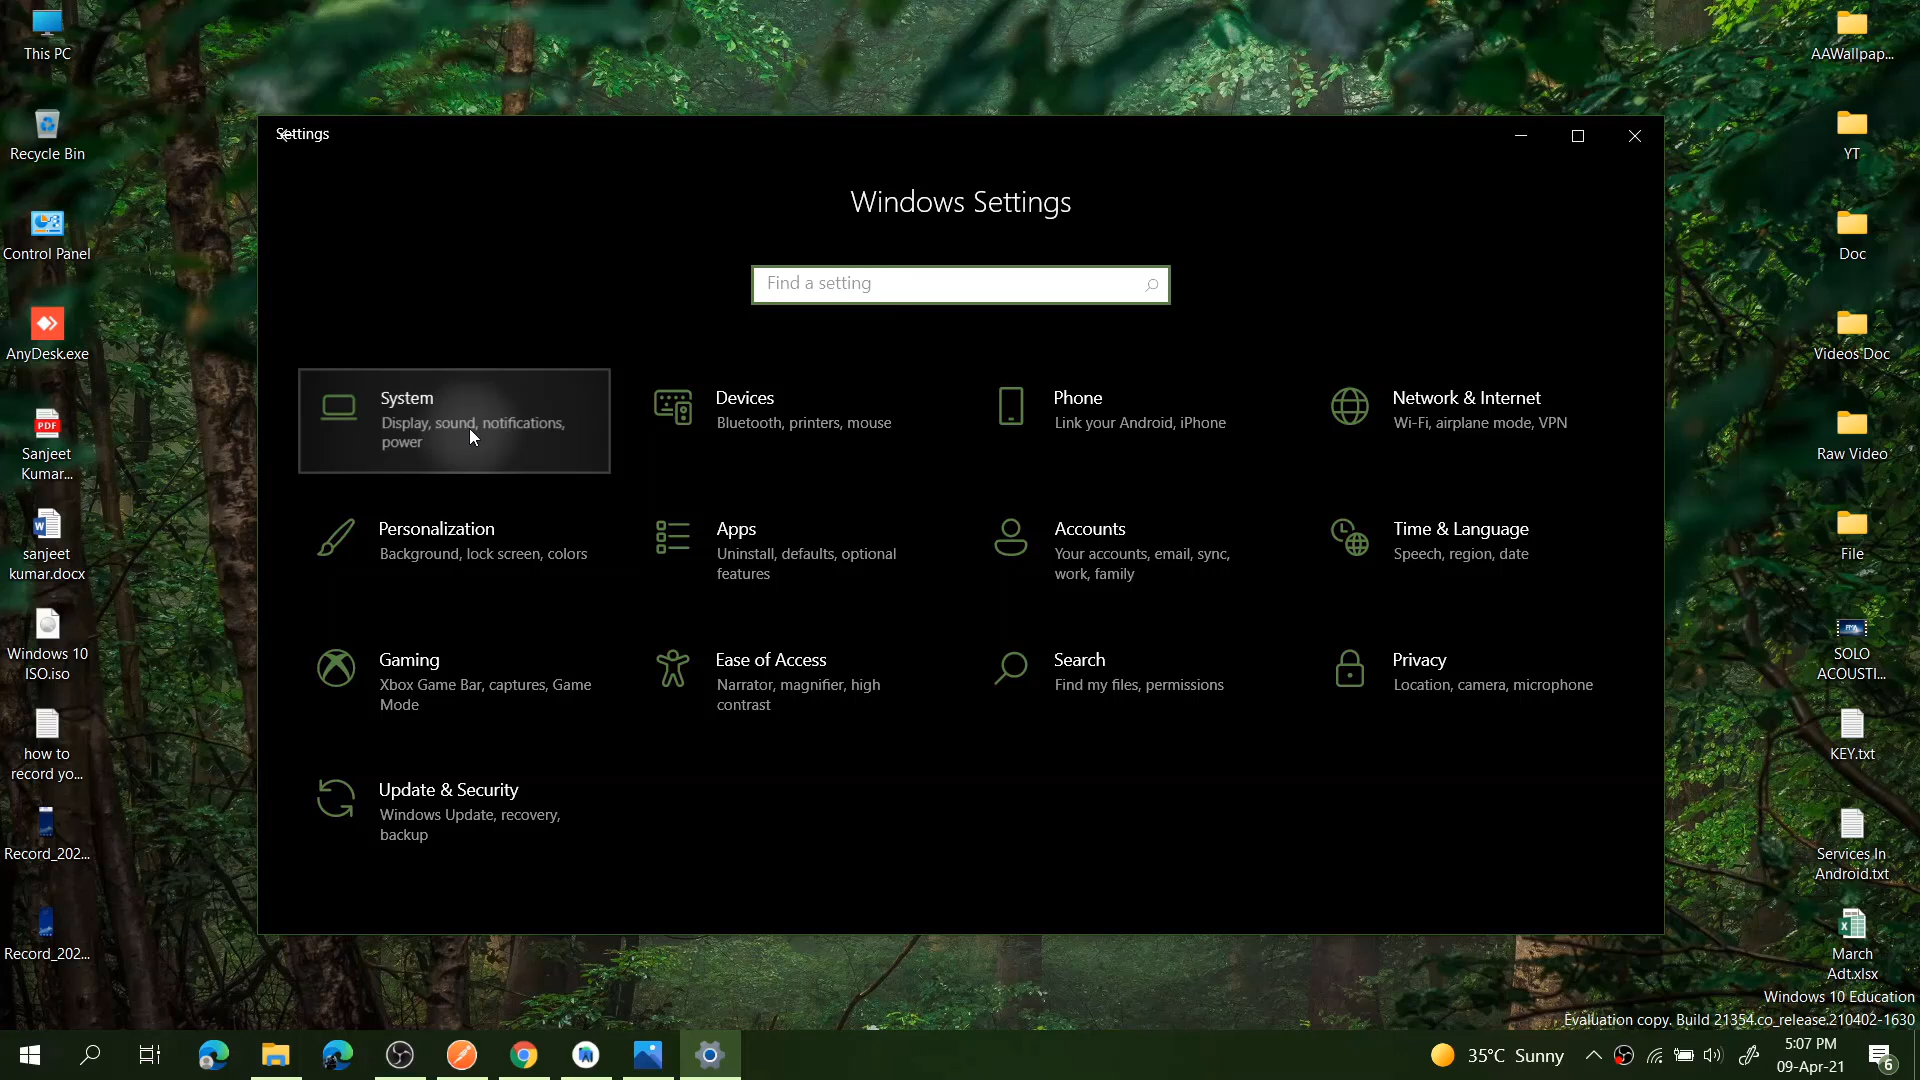 This PC
Recycle Bin
Control Panel
AnyDesk.exe
PDF
Sanjeet
Kumar...
sanjeet
kumar.docx
Windows 10
ISO.iso
how to
record yo...
Record_202...
Record_202...
Settings
Windows Settings
Find a setting
System
Display, sound, notifications,
power
Devices
Bluetooth, printers, mouse
Phone
Link your Android, iPhone
Network & Internet
Wi-Fi, airplane mode, VPN
Personalization
Background, lock screen, colors
Apps
Uninstall, defaults, optional
features
Accounts
Your accounts, email, sync,
work, family
Time & Language
Speech, region, date
Gaming
Xbox Game Bar, captures, Game
Mode
Ease of Access
Narrator, magnifier, high
contrast
Search
Find my files, permissions
Privacy
Location, camera, microphone
Update & Security
Windows Update, recovery,
backup
AAWallpap...
YT
Doc
Videos Doc
Raw Video
File
SOLO
ACOUSTI...
KEY.txt
Services In
Android.txt
March
Adt.xlsx
Windows 10 Education
Evaluation copy. Build 21354.co_release.210402-1630
35°C Sunny
5:07 PM
09-Apr-21
6